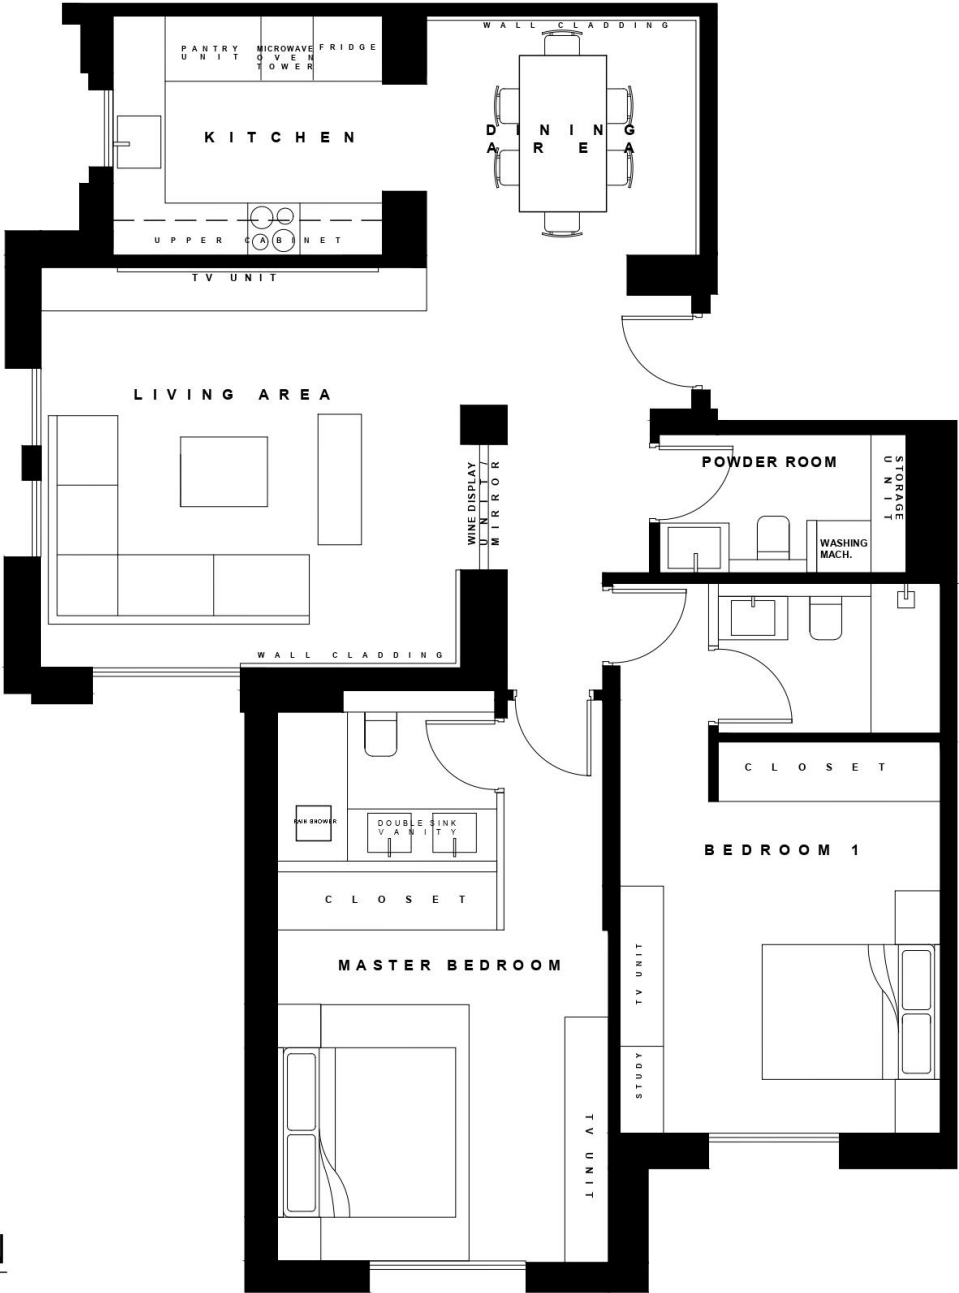 WALL CLADDING
PANTRY
UNIT
MICROWAVE
OVEN
TOWER
FRIDGE
KITCHEN
DINING
AREA
UPPER CABINET
TV UNIT
LIVING AREA
WINE DISPLAY
UNIT/
MIRROR
POWDER ROOM
STORAGE
UNIT
WASHING
MACH.
WALL CLADDING
CLOSET
RAIN SHOWER
DOUBLE SINK
VANITY
BEDROOM 1
CLOSET
MASTER BEDROOM
TV UNIT
STUDY
TV UNIT